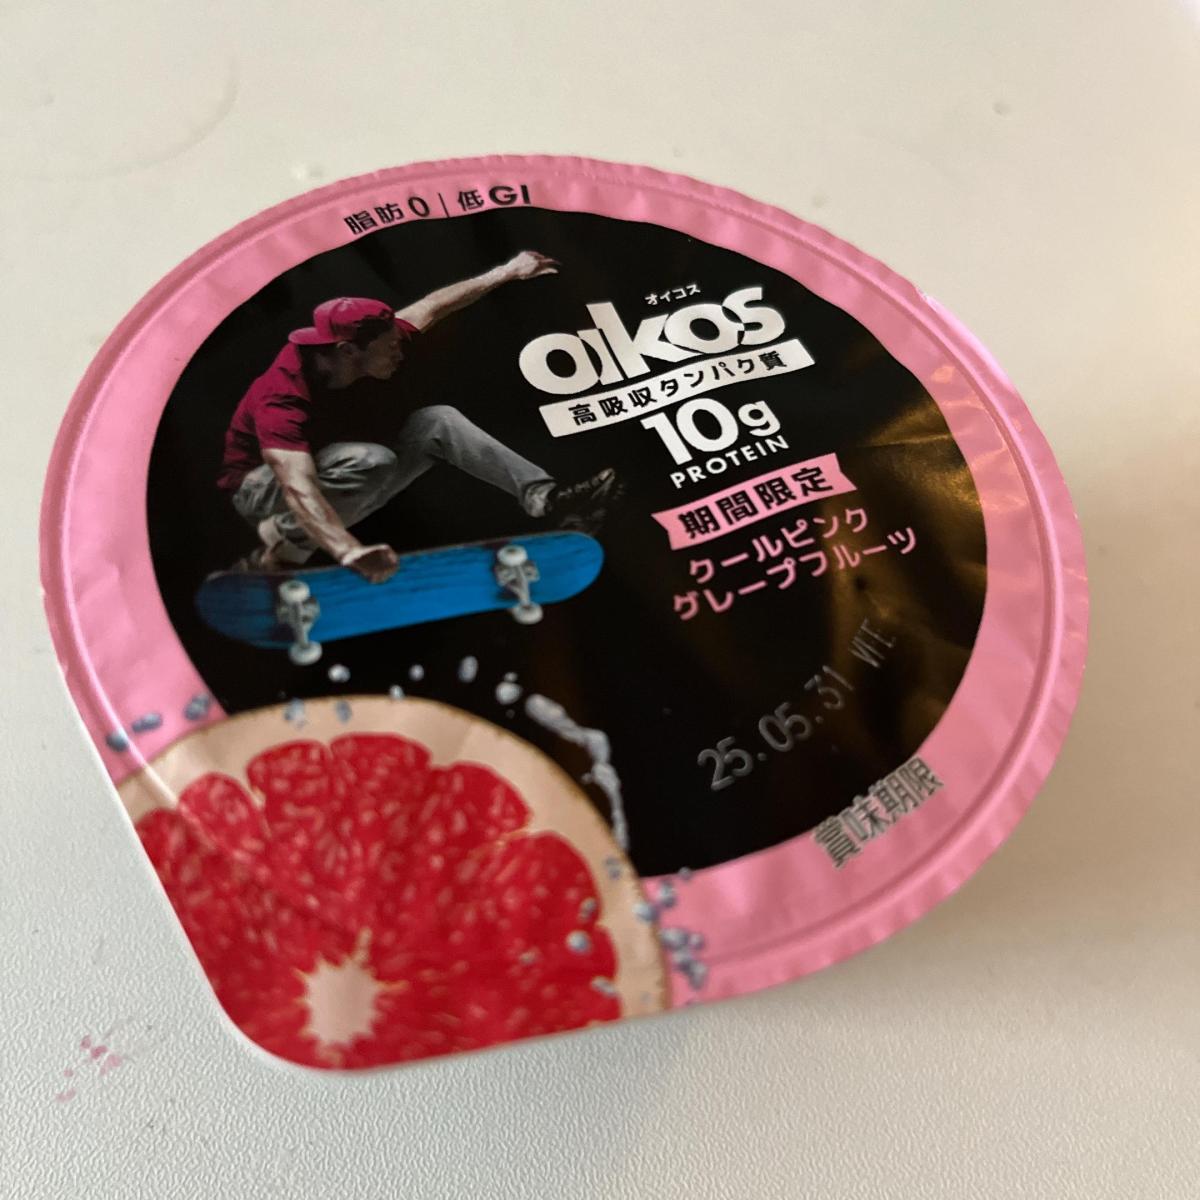 脂肪0|低GI
オイコス
oikos
高吸収タンパク質
10g
PROTEIN
期間限定
クールピンク
グレープフルーツ
25.05.31
賞味期限